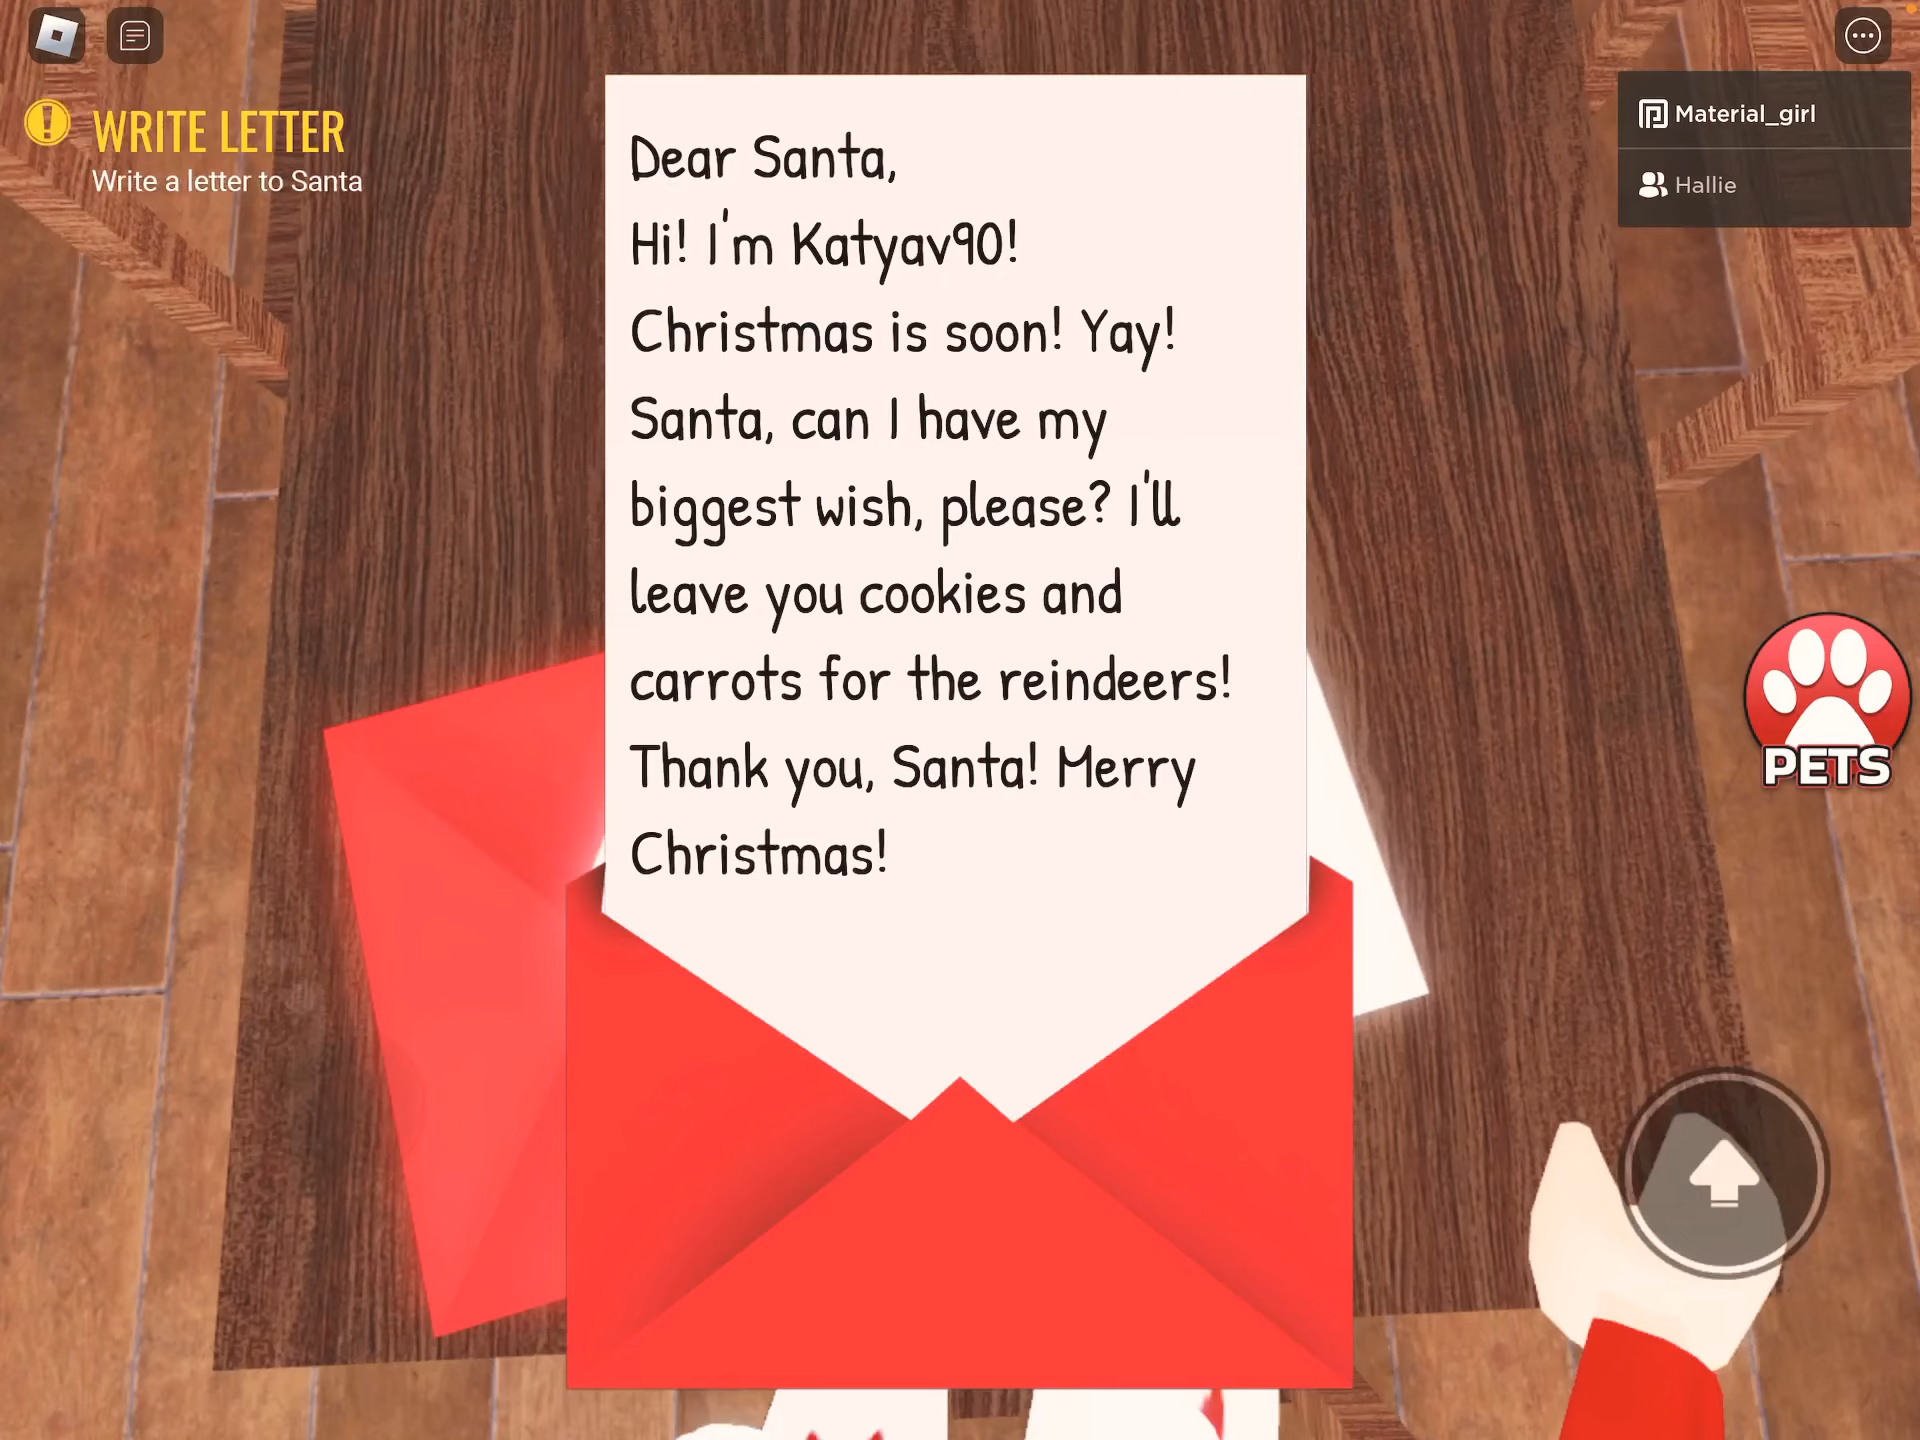 WRITE LETTER
Write a letter to Santa
Material_girl
Hallie
Dear Santa,
Hi! I'm Katyav90!
Christmas is soon! Yay!
Santa, can I have my
biggest wish, please? I'll
leave you cookies and
carrots for the reindeers!
Thank you, Santa! Merry
Christmas!
PETS